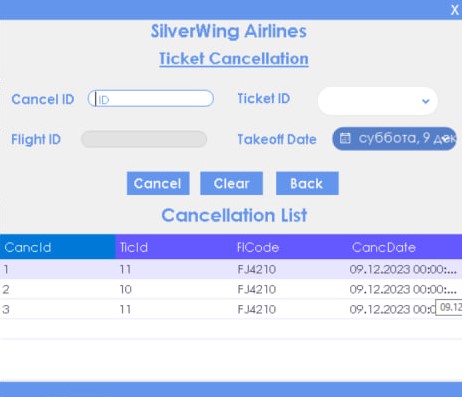 X
SilverWing Airlines
Ticket Cancellation
Cancel ID ID Ticket ID
Flight ID Takeoff Date суббота, 9 дек
Cancel Clear Back
Cancellation List
CancId TicId FlCode CancDate
1 11 FJ4210 09.12.2023 00:00:...
2 10 FJ4210 09.12.2023 00:00:...
3 11 FJ4210 09.12.2023 00:0 09.12